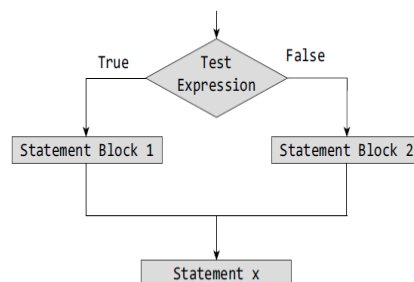 True
Test
Expression
False
Statement Block 1
Statement Block 2
Statement x